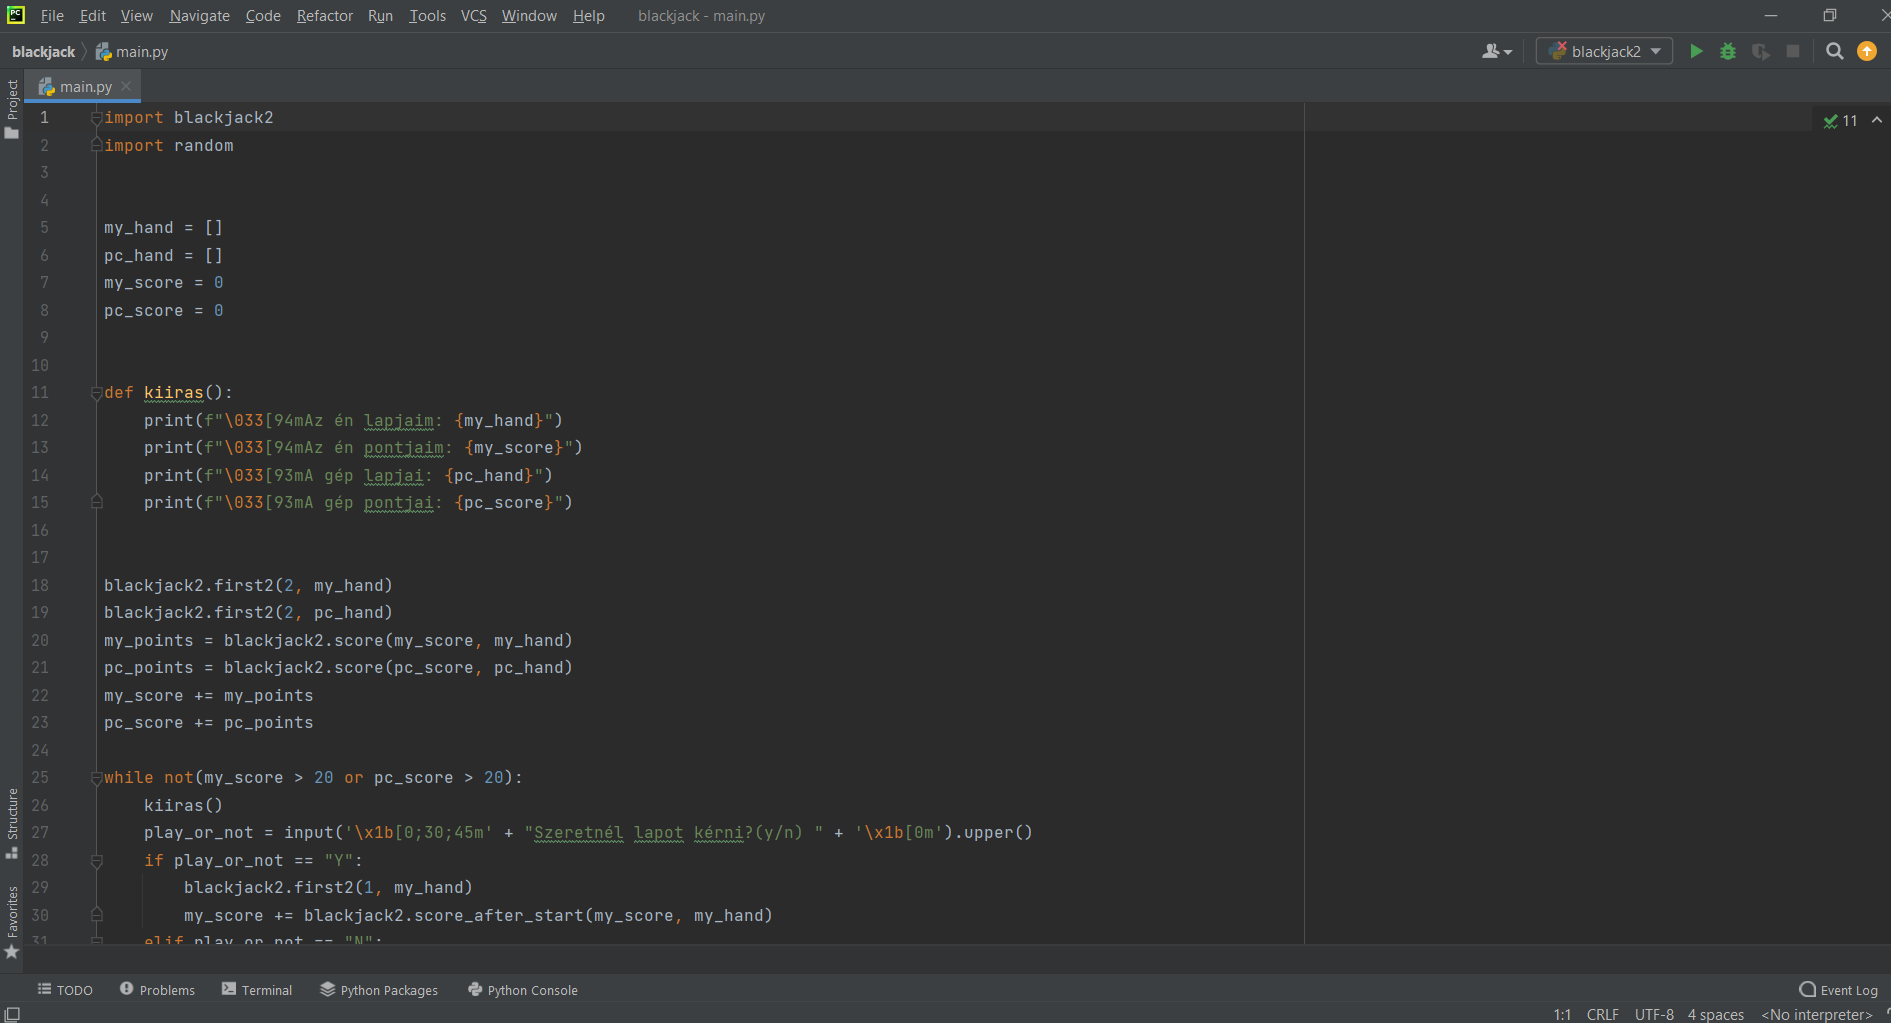 PC File Edit View Navigate Code Refactor Run Tools VCS Window Help blackjack - main.py
blackjack main.py blackjack2
Project
main.py
1 import blackjack2 11
2 import random
3
4
5 my_hand = []
6 pc_hand = []
7 my_score = 0
8 pc_score = 0
9
10
11 def kiiras():
12 print(f"\033[94mAz én lapjaim: {my_hand}")
13 print(f"\033[94mAz én pontjaim: {my_score}")
14 print(f"\033[93mA gép lapjai: {pc_hand}")
15 print(f"\033[93mA gép pontjai: {pc_score}")
16
17
18 blackjack2.first2(2, my_hand)
19 blackjack2.first2(2, pc_hand)
20 my_points = blackjack2.score(my_score, my_hand)
21 pc_points = blackjack2.score(pc_score, pc_hand)
22 my_score += my_points
23 pc_score += pc_points
24
25 while not(my_score > 20 or pc_score > 20):
26 kiiras()
27 play_or_not = input('\x1b[0;30;45m' + "Szeretnél lapot kérni?(y/n) " + '\x1b[0m').upper()
28 if play_or_not == "Y":
29 blackjack2.first2(1, my_hand)
30 my_score += blackjack2.score_after_start(my_score, my_hand)
31 elif play_or_not == "N":
Structure
Favorites
TODO Problems Terminal Python Packages Python Console Event Log
1:1 CRLF UTF-8 4 spaces <No interpreter>